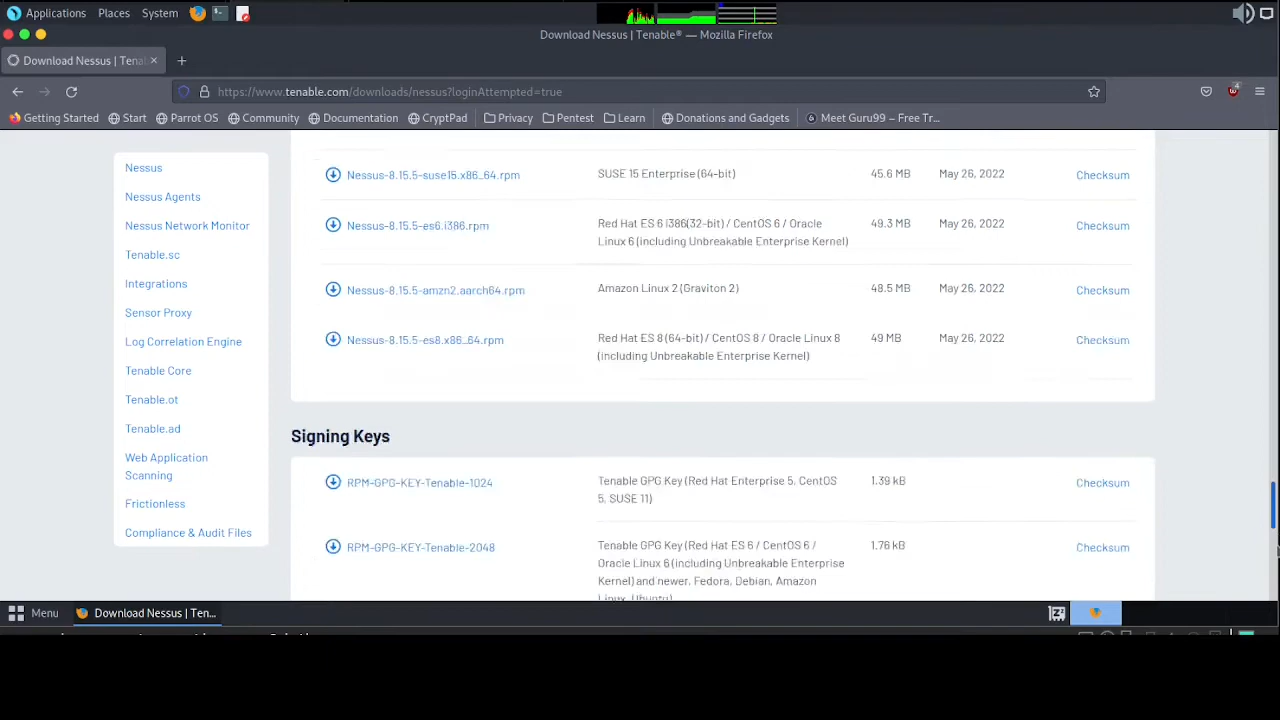 Applications Places System
Download Nessus | Tenable® — Mozilla Firefox
Download Nessus | Tena
https://www.tenable.com/downloads/nessus?loginAttempted=true
4
Getting Started Start Parrot OS Community Documentation CryptPad Privacy Pentest Learn Donations and Gadgets Meet Guru99 – Free Tr...
Nessus
Nessus Agents
Nessus Network Monitor
Tenable.sc
Integrations
Sensor Proxy
Log Correlation Engine
Tenable Core
Tenable.ot
Tenable.ad
Web Application
Scanning
Frictionless
Compliance & Audit Files
Nessus-8.15.5-suse15.x86_64.rpm SUSE 15 Enterprise (64-bit) 45.6 MB May 26, 2022 Checksum
Nessus-8.15.5-es6.i386.rpm Red Hat ES 6 i386(32-bit) / CentOS 6 / Oracle 49.3 MB May 26, 2022 Checksum
Linux 6 (including Unbreakable Enterprise Kernel)
Nessus-8.15.5-amzn2.aarch64.rpm Amazon Linux 2 (Graviton 2) 48.5 MB May 26, 2022 Checksum
Nessus-8.15.5-es8.x86_64.rpm Red Hat ES 8 (64-bit) / CentOS 8 / Oracle Linux 8 49 MB May 26, 2022 Checksum
(including Unbreakable Enterprise Kernel)
Signing Keys
RPM-GPG-KEY-Tenable-1024 Tenable GPG Key (Red Hat Enterprise 5, CentOS 1.39 kB Checksum
5, SUSE 11)
RPM-GPG-KEY-Tenable-2048 Tenable GPG Key (Red Hat ES 6 / CentOS 6 / 1.76 kB Checksum
Oracle Linux 6 (including Unbreakable Enterprise
Kernel) and newer, Fedora, Debian, Amazon
Linux, Ubuntu)
Menu Download Nessus | Ten...